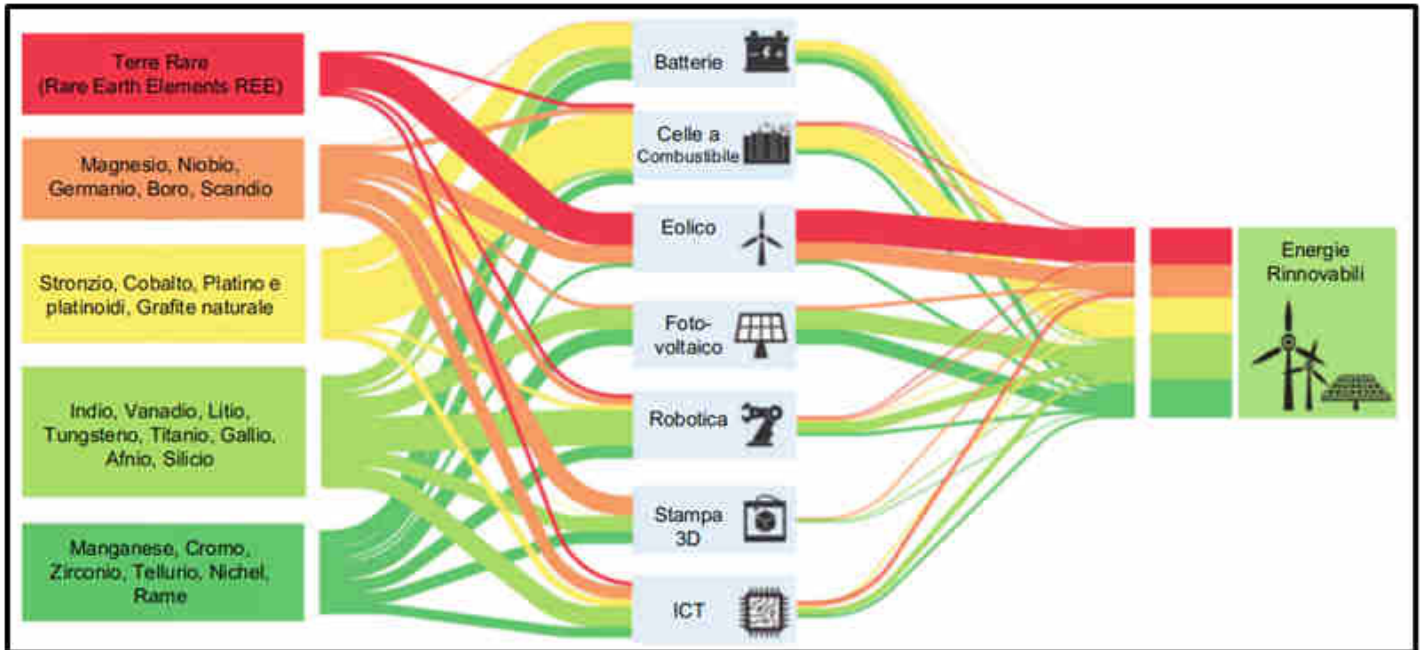 Terre Rare
(Rare Earth Elements REE)
Magnesio, Niobio,
Germanio, Boro, Scandio
Stronzio, Cobalto, Platino e
platinoidi, Grafite naturale
Indio, Vanadio, Litio,
Tungsteno, Titanio, Gallio,
Afnio, Silicio
Manganese, Cromo,
Zirconio, Tellurio, Nichel,
Rame
Batterie
Celle a
Combustibile
Eolico
Foto-
voltaico
Robotica
Stampa
3D
ICT
Energie
Rinnovabili